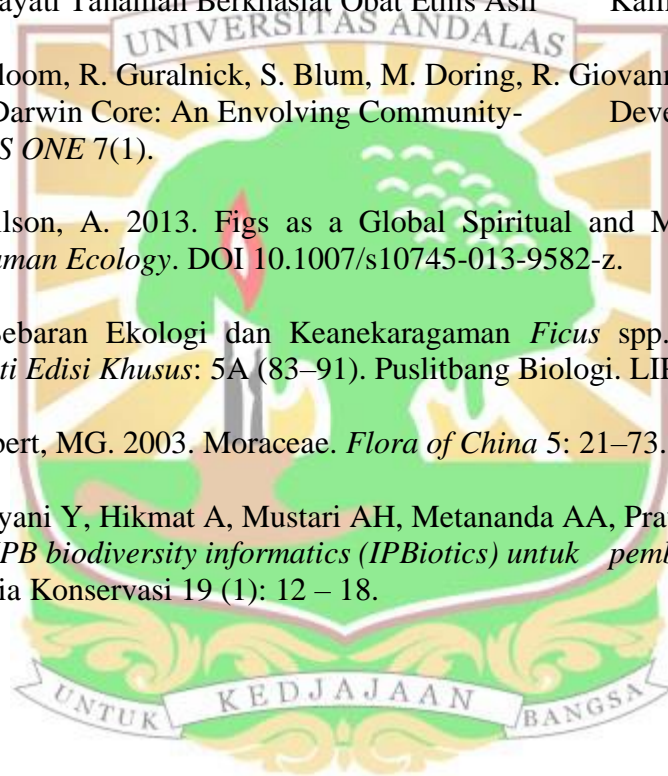 ayati Tanaman Berkhasiat Obat Etnis Asli Kam
UNIVERSITAS ANDALAS
loom, R. Guralnick, S. Blum, M. Doring, R. Giovann
Darwin Core: An Envolving Community- Deve
S ONE 7(1).
lson, A. 2013. Figs as a Global Spiritual and M
man Ecology. DOI 10.1007/s10745-013-9582-z.
ebaran Ekologi dan Keanekaragaman Ficus spp.
ti Edisi Khusus: 5A (83–91). Puslitbang Biologi. LIP
bert, MG. 2003. Moraceae. Flora of China 5: 21–73.
yani Y, Hikmat A, Mustari AH, Metananda AA, Pra
IPB biodiversity informatics (IPBiotics) untuk pemb
ia Konservasi 19 (1): 12 – 18.
UNTUK KEDJAJAAN BANGSA